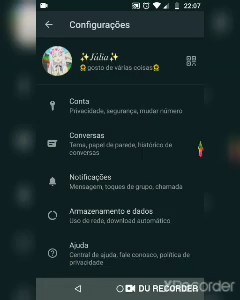 22:07
Configurações
✨Júlia✨
gosto de várias coisas
Conta
Privacidade, segurança, mudar número
Conversas
Tema, papel de parede, histórico de
conversas
Notificações
Mensagem, toques de grupo, chamada
Armazenamento e dados
Uso de rede, download automático
Ajuda
Central de ajuda, fale conosco, política de
privacidade
DU RECORDER
XRecorder